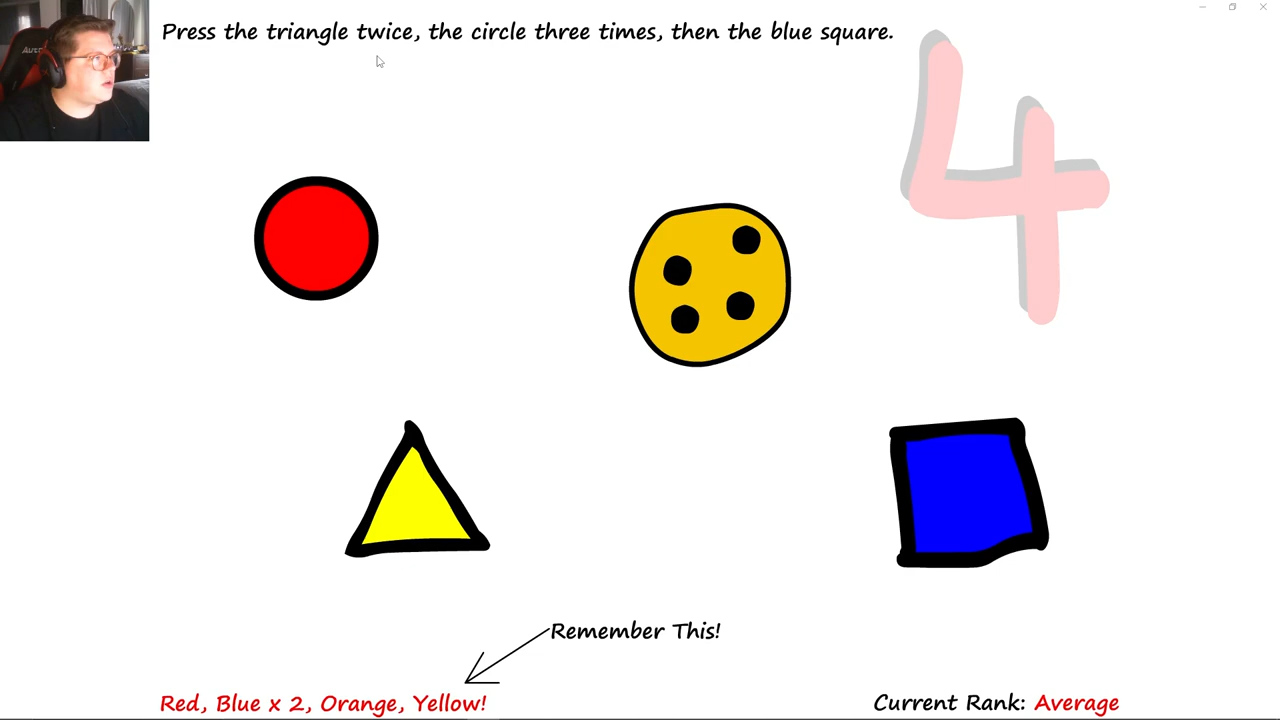 Press the triangle twice, the circle three times, then the blue square.
4
Remember This!
Red, Blue x 2, Orange, Yellow!
Current Rank: Average